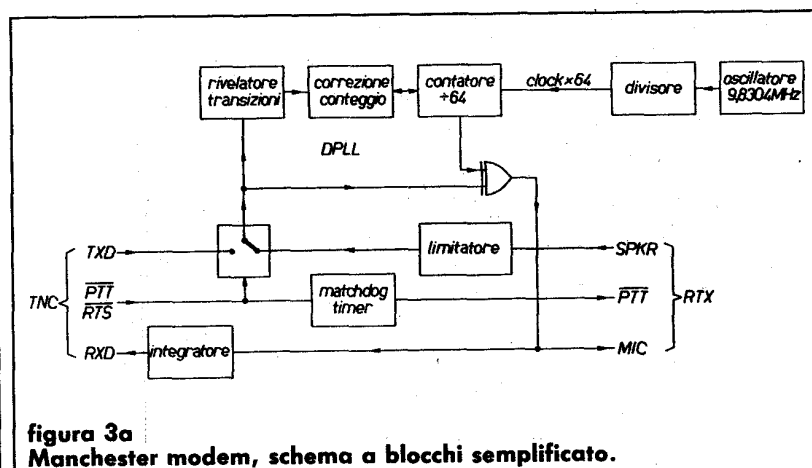 rivelatore
transizioni
correzione
conteggio
contatore
÷64
clock×64
divisore
oscillatore
9,8304MHz
DPLL
TXD
limitatore
SPKR
TNC
PTT
RTS
matchdog
timer
PTT
RTX
RXD
integratore
MIC
figura 3a
Manchester modem, schema a blocchi semplificato.